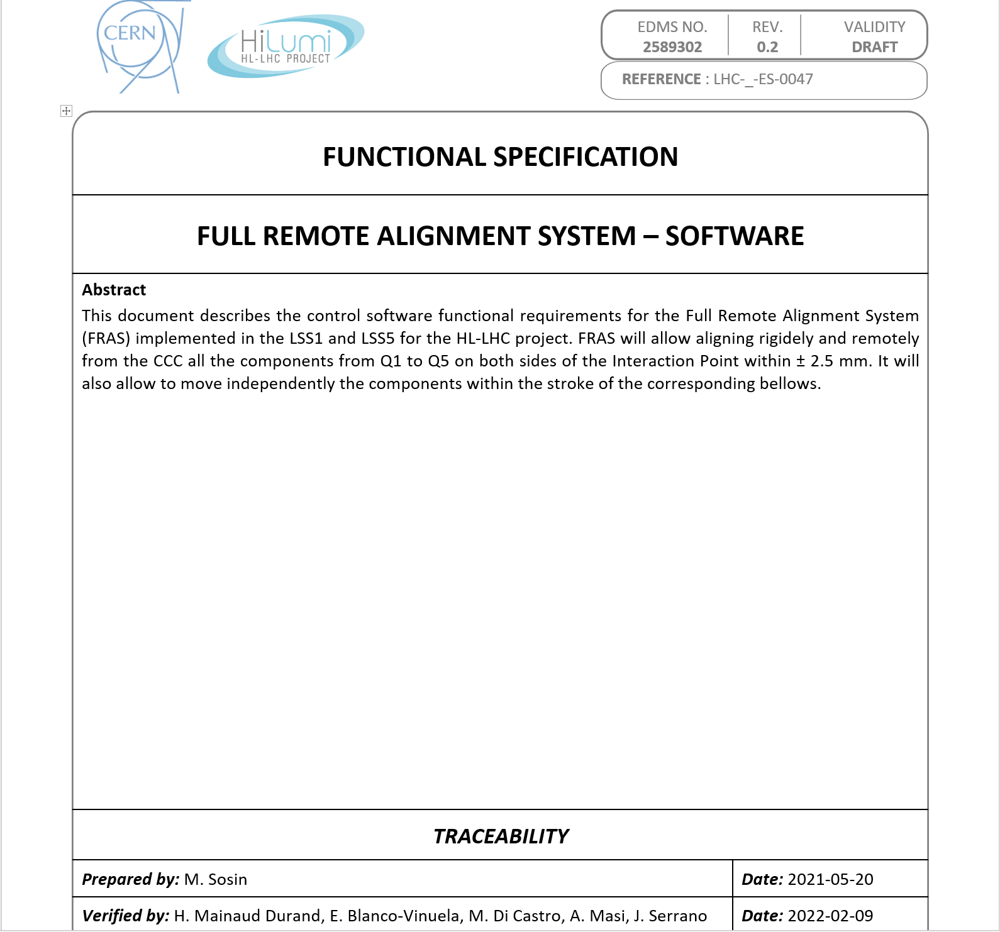 CERN
HiLumi
HL-LHC PROJECT
EDMS NO. REV. VALIDITY
2589302 0.2 DRAFT
REFERENCE : LHC-_-ES-0047
FUNCTIONAL SPECIFICATION
FULL REMOTE ALIGNMENT SYSTEM – SOFTWARE
Abstract
This document describes the control software functional requirements for the Full Remote Alignment System
(FRAS) implemented in the LSS1 and LSS5 for the HL-LHC project. FRAS will allow aligning rigidely and remotely
from the CCC all the components from Q1 to Q5 on both sides of the Interaction Point within ± 2.5 mm. It will
also allow to move independently the components within the stroke of the corresponding bellows.
TRACEABILITY
Prepared by: M. Sosin Date: 2021-05-20
Verified by: H. Mainaud Durand, E. Blanco-Vinuela, M. Di Castro, A. Masi, J. Serrano Date: 2022-02-09